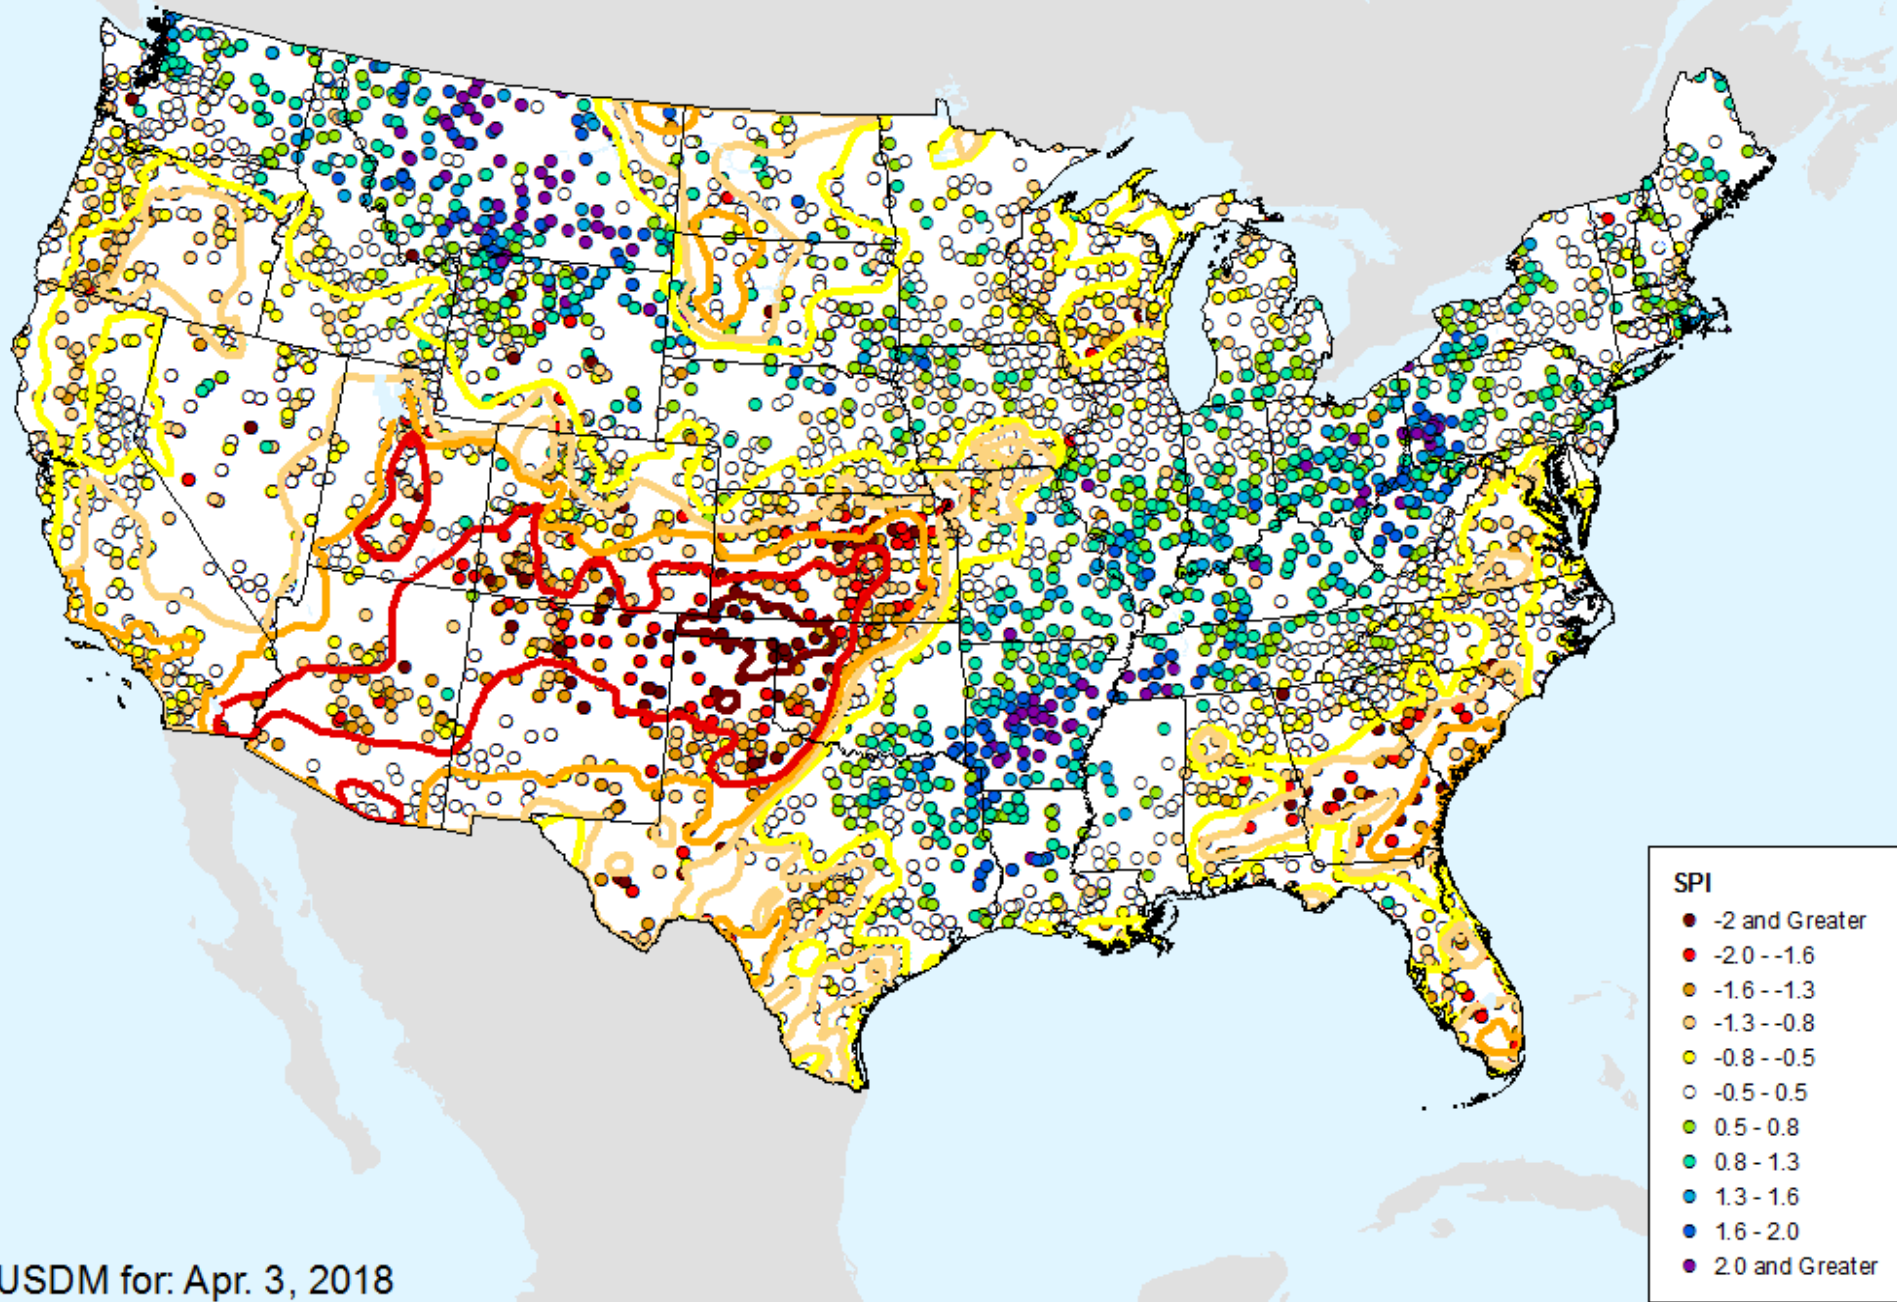 SPI
-2 and Greater
-2.0 - -1.6
-1.6 - -1.3
-1.3 - -0.8
-0.8 - -0.5
-0.5 - 0.5
0.5 - 0.8
0.8 - 1.3
1.3 - 1.6
1.6 - 2.0
2.0 and Greater
USDM for: Apr. 3, 2018